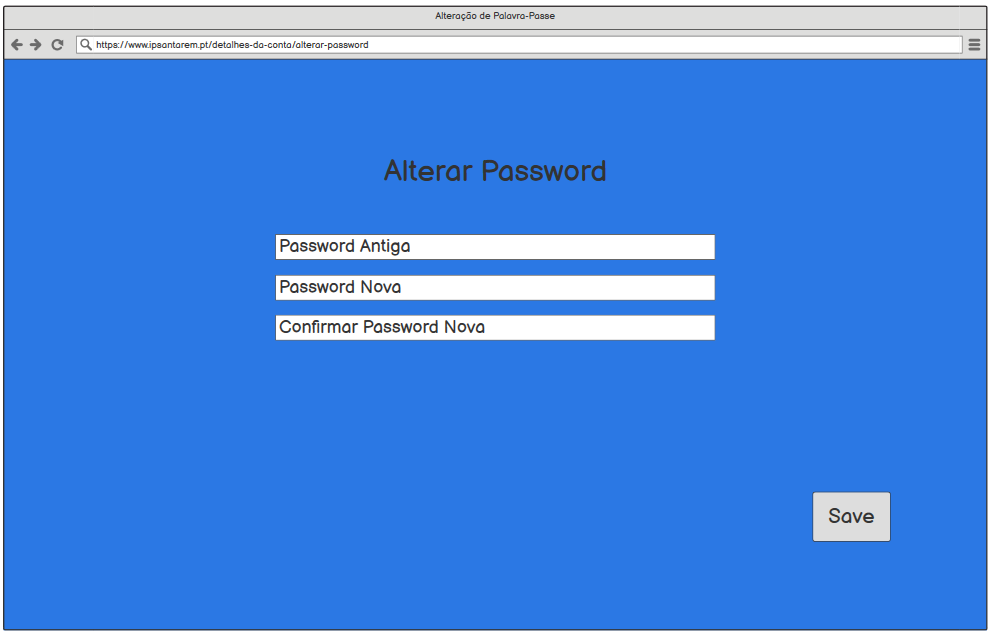 Alteração de Palavra-Passe
https://www.ipsantarem.pt/detalhes-da-conta/alterar-password
Alterar Password
Password Antiga
Password Nova
Confirmar Password Nova
Save